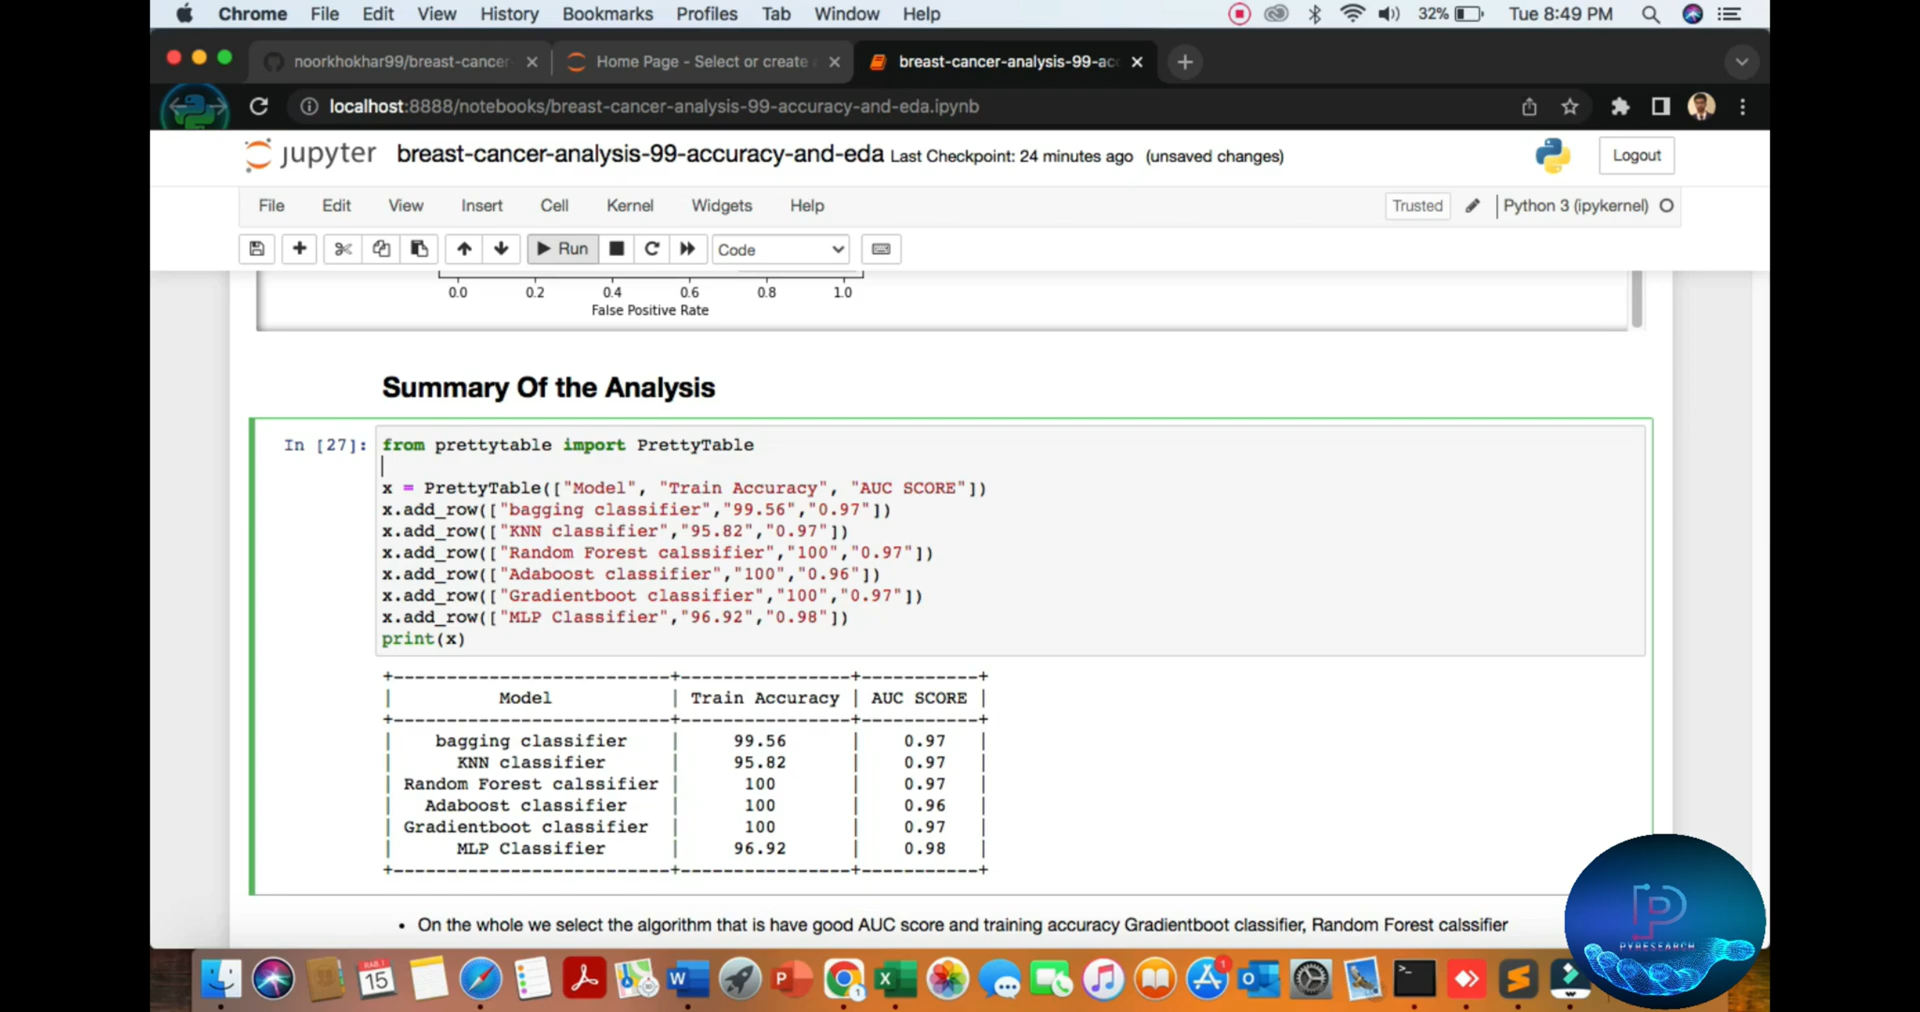 Chrome File Edit View History Bookmarks Profiles Tab Window Help 32% Tue 8:49 PM
noorkhokhar99/breast-cancer- Home Page - Select or create a breast-cancer-analysis-99-acc
localhost:8888/notebooks/breast-cancer-analysis-99-accuracy-and-eda.ipynb
jupyter breast-cancer-analysis-99-accuracy-and-eda Last Checkpoint: 24 minutes ago (unsaved changes) Logout
File Edit View Insert Cell Kernel Widgets Help Trusted Python 3 (ipykernel)
Run Code
0.0 0.2 0.4 0.6 0.8 1.0
False Positive Rate
Summary Of the Analysis
In [27]: from prettytable import PrettyTable
x = PrettyTable(["Model", "Train Accuracy", "AUC SCORE"])
x.add_row(["bagging classifier","99.56","0.97"])
x.add_row(["KNN classifier","95.82","0.97"])
x.add_row(["Random Forest calssifier","100","0.97"])
x.add_row(["Adaboost classifier","100","0.96"])
x.add_row(["Gradientboot classifier","100","0.97"])
x.add_row(["MLP Classifier","96.92","0.98"])
print(x)
+---------------------------+----------------+-----------+
| Model | Train Accuracy | AUC SCORE |
+---------------------------+----------------+-----------+
| bagging classifier | 99.56 | 0.97 |
| KNN classifier | 95.82 | 0.97 |
| Random Forest calssifier | 100 | 0.97 |
| Adaboost classifier | 100 | 0.96 |
| Gradientboot classifier | 100 | 0.97 |
| MLP Classifier | 96.92 | 0.98 |
+---------------------------+----------------+-----------+
• On the whole we select the algorithm that is have good AUC score and training accuracy Gradientboot classifier, Random Forest calssifier
PYRESEARCH
15